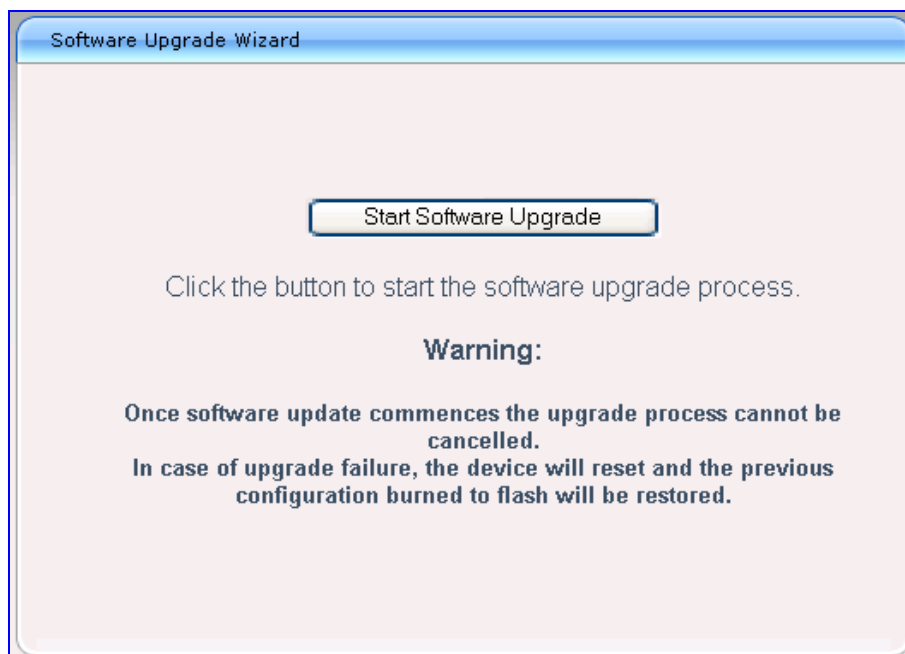 Software Upgrade Wizard
Start Software Upgrade
Click the button to start the software upgrade process.
Warning:
Once software update commences the upgrade process cannot be
cancelled.
In case of upgrade failure, the device will reset and the previous
configuration burned to flash will be restored.